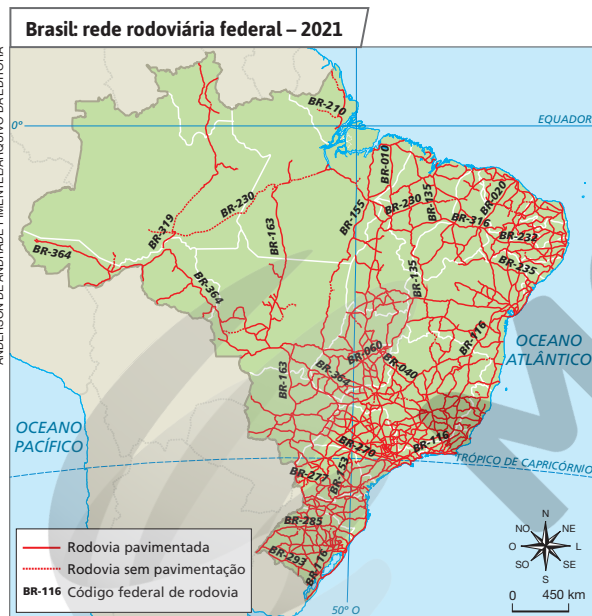 Brasil: rede rodoviária federal – 2021
ANDERSON DE ANDRADE PIMENTEL/ARQUIVO DA EDITORA
BR-210
0º
EQUADOR
BR-010
BR-135
BR-020
BR-230
BR-230
BR-316
BR-232
BR-319
BR-163
BR-155
BR-235
BR-364
BR-364
BR-135
BR-116
OCEANO
ATLÂNTICO
BR-060
BR-040
BR-163
BR-364
OCEANO
PACÍFICO
BR-270
BR-116
TRÓPICO DE CAPRICÓRNIO
BR-153
BR-277
BR-285
BR-293
BR-116
Rodovia pavimentada
Rodovia sem pavimentação
BR-116 Código federal de rodovia
N
NO NE
O L
SO SE
S
50º O
0 450 km